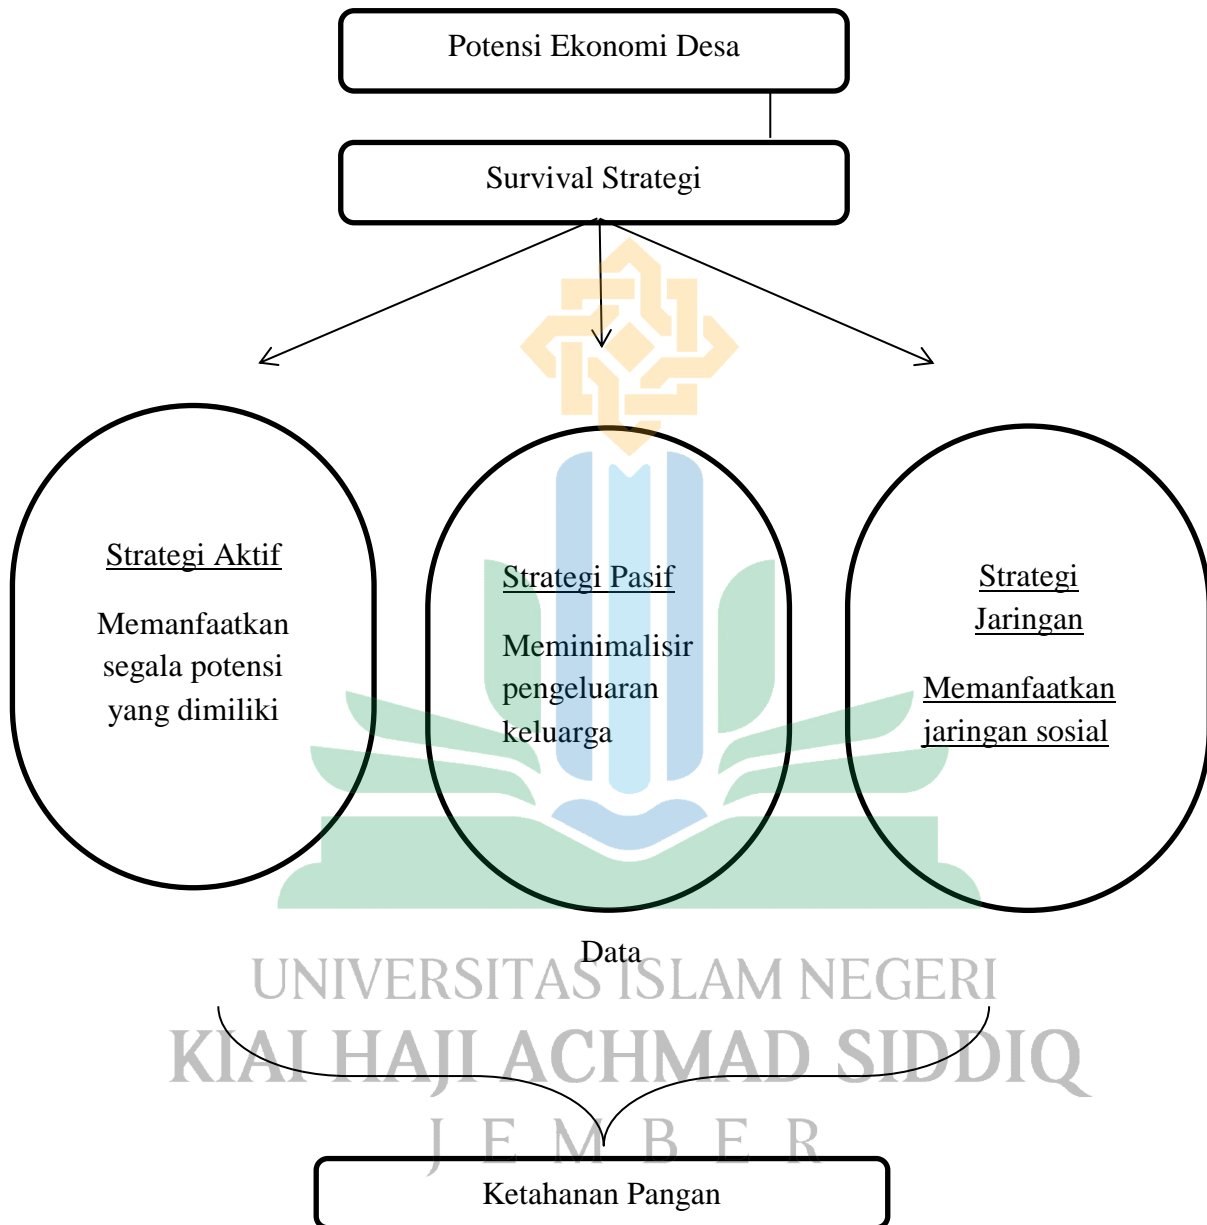 Potensi Ekonomi Desa
Survival Strategi
Strategi Aktif
Memanfaatkan
segala potensi
yang dimiliki
Strategi Pasif
Meminimalisir
pengeluaran
keluarga
Strategi
Jaringan
Memanfaatkan
jaringan sosial
Data
UNIVERSITAS ISLAM NEGERI
KIAI HAJI ACHMAD SIDDIQ
JEMBER
Ketahanan Pangan